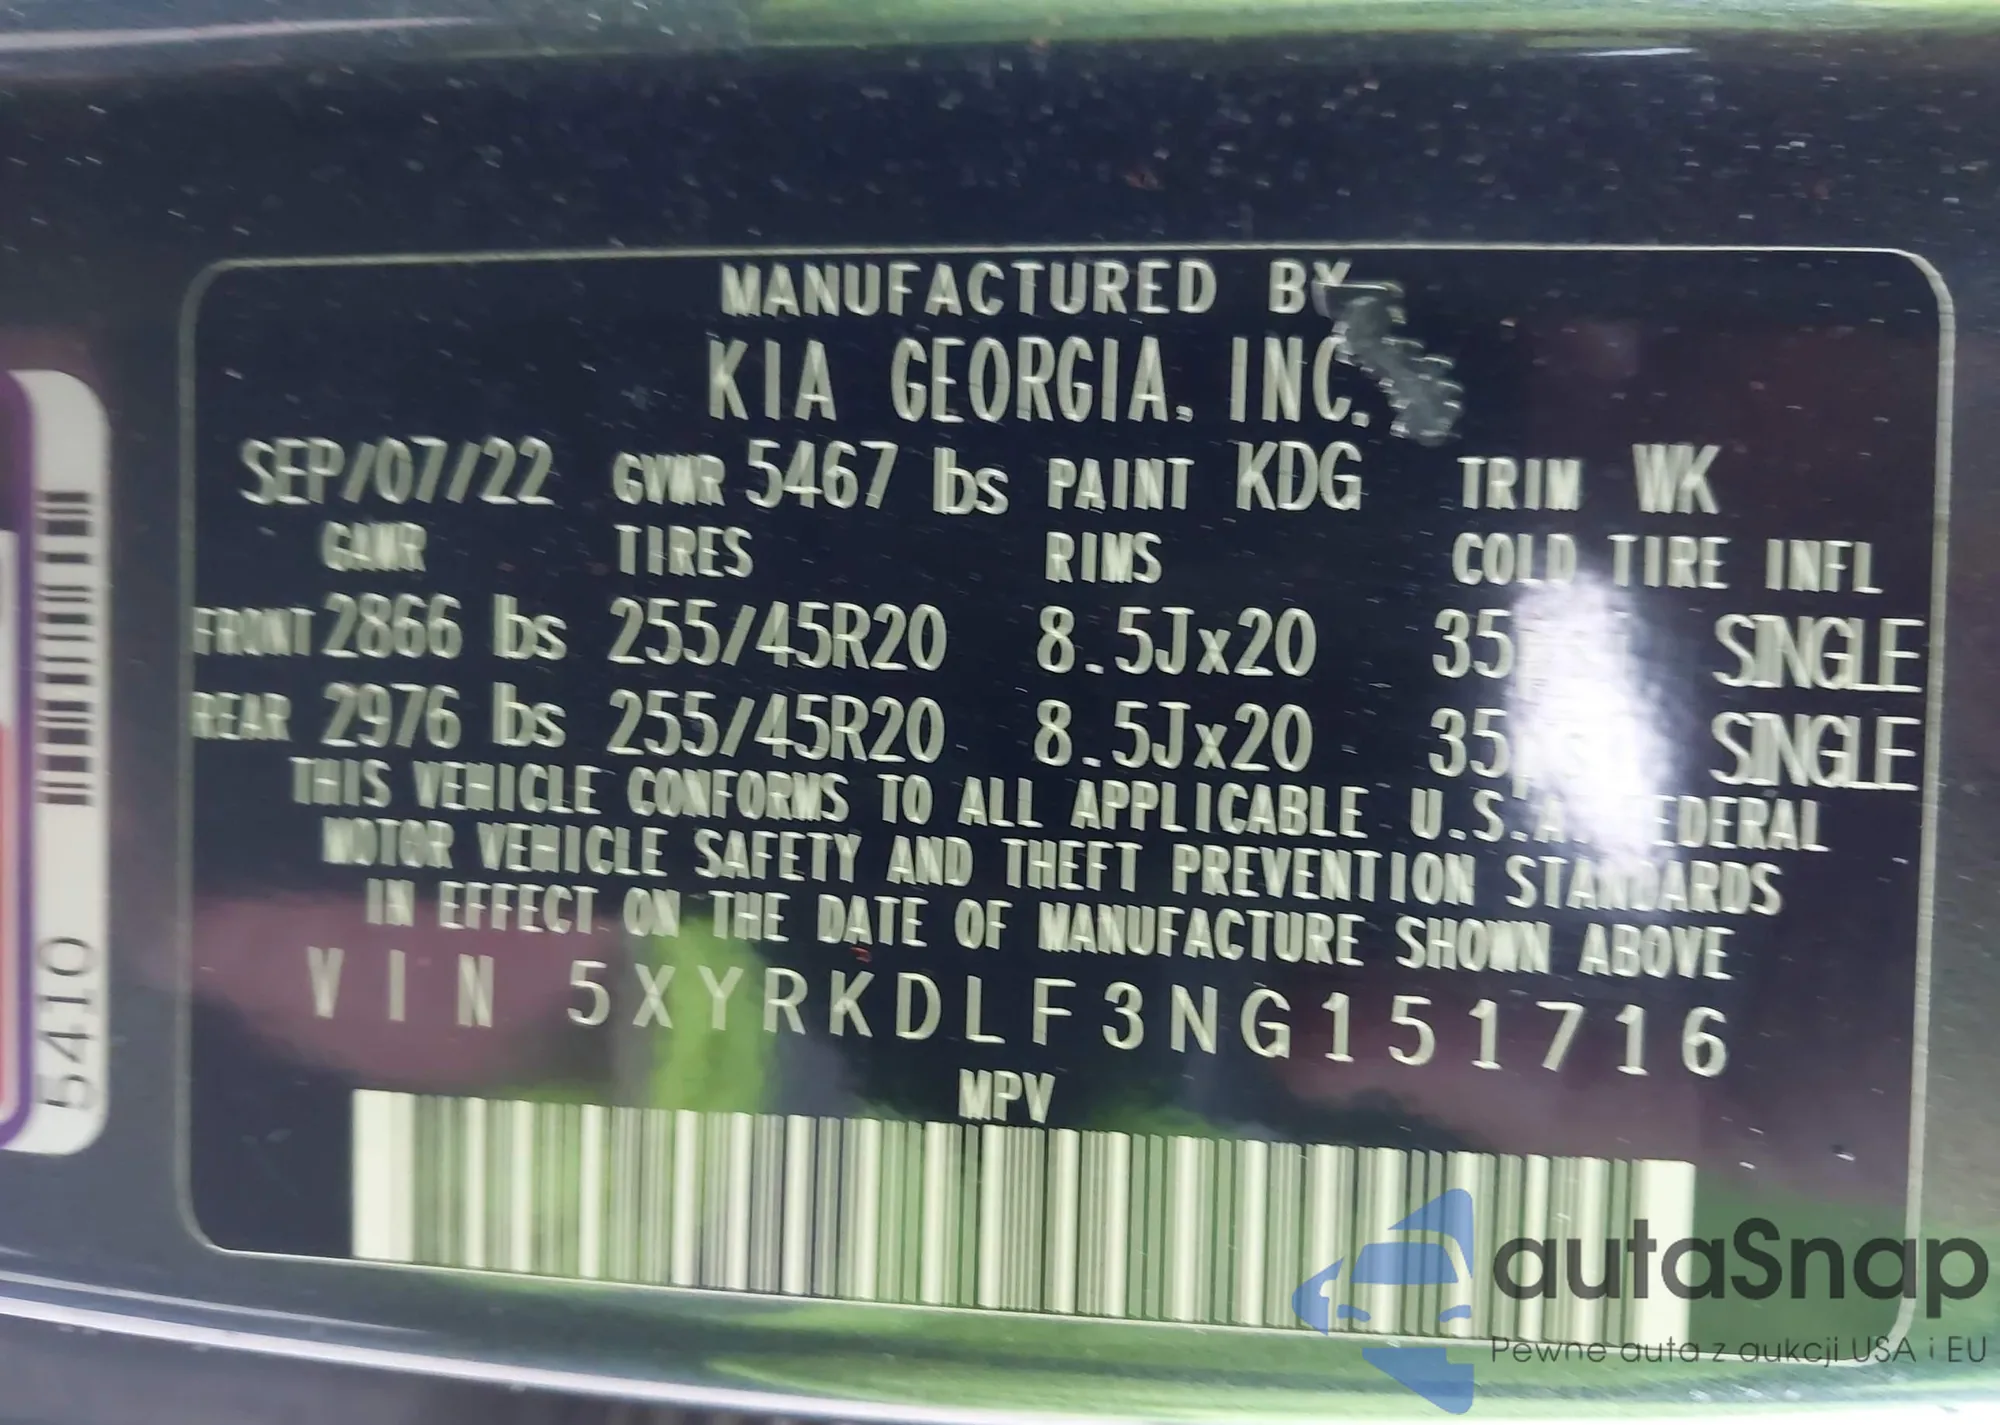 MANUFACTURED BY
KIA GEORGIA, INC.
SEP/07/22 GVWR 5467 lbs PAINT KDG TRIM WK
GAWR TIRES RIMS COLD TIRE INFL
FRONT 2866 lbs 255/45R20 8.5Jx20 35 SINGLE
REAR 2976 lbs 255/45R20 8.5Jx20 35 SINGLE
THIS VEHICLE CONFORMS TO ALL APPLICABLE U.S.A. FEDERAL
MOTOR VEHICLE SAFETY AND THEFT PREVENTION STANDARDS
IN EFFECT ON THE DATE OF MANUFACTURE SHOWN ABOVE
VIN 5XYRKDLF3NG151716
MPV
5410
autaSnap
Pewne auta z aukcji USA i EU